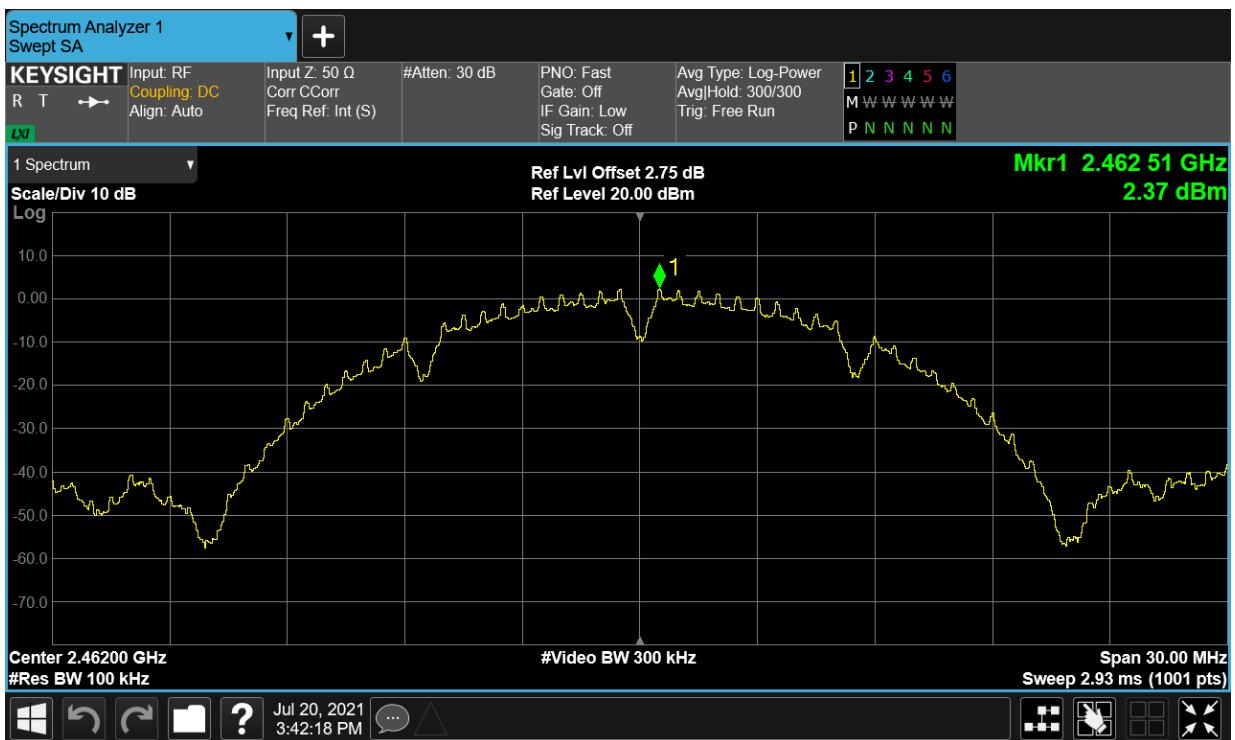 Spectrum Analyzer 1
Swept SA
+
KEYSIGHT
R T
LXI
Input: RF
Coupling: DC
Align: Auto
Input Z: 50 Ω
Corr CCorr
Freq Ref: Int (S)
#Atten: 30 dB
PNO: Fast
Gate: Off
IF Gain: Low
Sig Track: Off
Avg Type: Log-Power
Avg|Hold: 300/300
Trig: Free Run
1 2 3 4 5 6
M W W W W W
P N N N N N
1 Spectrum
Scale/Div 10 dB
Log
Ref Lvl Offset 2.75 dB
Ref Level 20.00 dBm
Mkr1 2.462 51 GHz
2.37 dBm
1
10.0
0.00
-10.0
-20.0
-30.0
-40.0
-50.0
-60.0
-70.0
Center 2.46200 GHz
#Res BW 100 kHz
#Video BW 300 kHz
Span 30.00 MHz
Sweep 2.93 ms (1001 pts)
?
Jul 20, 2021
3:42:18 PM